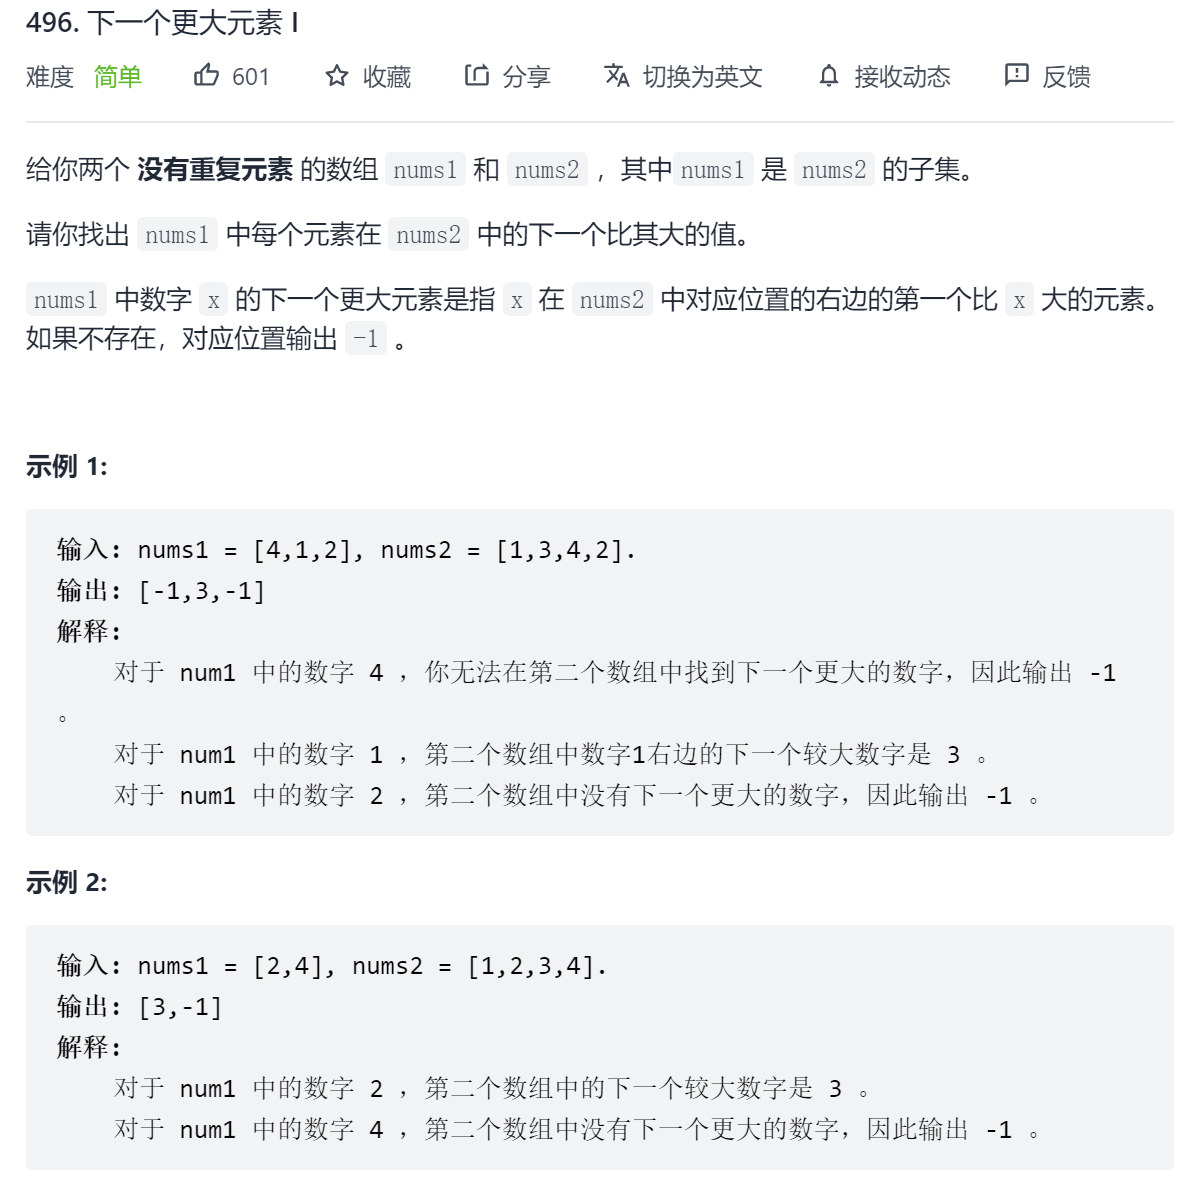 496. 下一个更大元素 I
难度 简单 601 收藏 分享 切换为英文 接收动态 反馈
给你两个 没有重复元素 的数组 nums1 和 nums2 ，其中 nums1 是 nums2 的子集。
请你找出 nums1 中每个元素在 nums2 中的下一个比其大的值。
nums1 中数字 x 的下一个更大元素是指 x 在 nums2 中对应位置的右边的第一个比 x 大的元素。
如果不存在，对应位置输出 -1 。
示例 1:
输入: nums1 = [4,1,2], nums2 = [1,3,4,2].
输出: [-1,3,-1]
解释:
对于 num1 中的数字 4 ，你无法在第二个数组中找到下一个更大的数字，因此输出 -1
。
对于 num1 中的数字 1 ，第二个数组中数字1右边的下一个较大数字是 3 。
对于 num1 中的数字 2 ，第二个数组中没有下一个更大的数字，因此输出 -1 。
示例 2:
输入: nums1 = [2,4], nums2 = [1,2,3,4].
输出: [3,-1]
解释:
对于 num1 中的数字 2 ，第二个数组中的下一个较大数字是 3 。
对于 num1 中的数字 4 ，第二个数组中没有下一个更大的数字，因此输出 -1 。